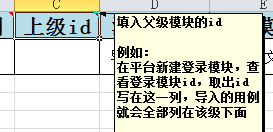 C
上级id
填入父级模块的id
例如：
在平台新建登录模块，查
看登录模块id，取出id
写在这一列，导入的用例
就会全部列在该级下面